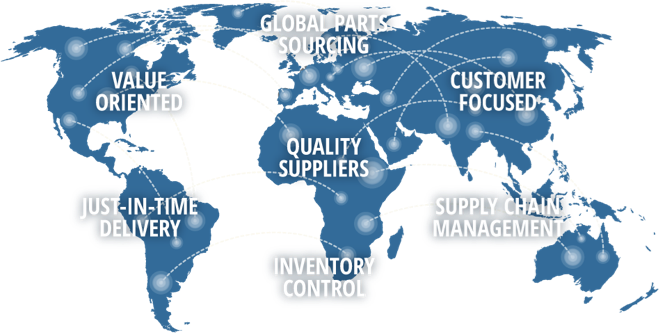 GLOBAL PARTS
SOURCING
VALUE
ORIENTED
CUSTOMER
FOCUSED
QUALITY
SUPPLIERS
JUST-IN-TIME
DELIVERY
SUPPLY CHAIN
MANAGEMENT
INVENTORY
CONTROL